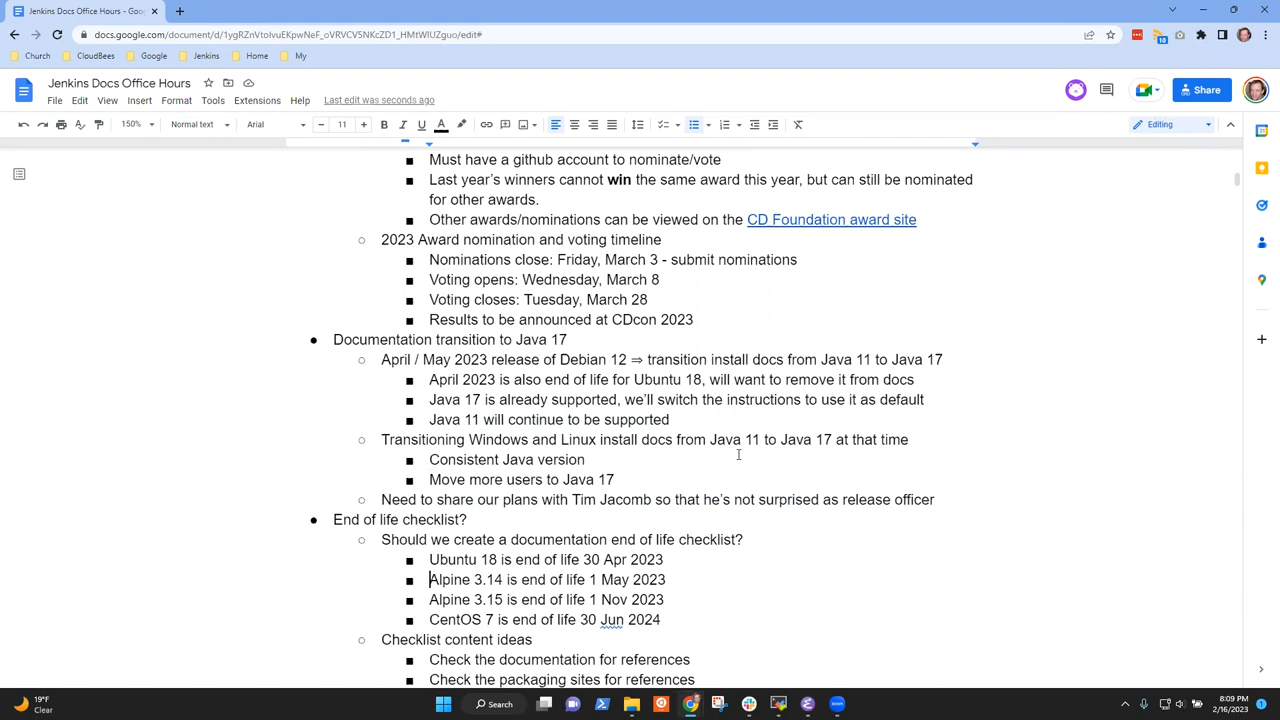 Jenkins Docs Office Hours -
docs.google.com/document/d/1ygRZnVtoIvuEKpwNeF_oVRVCV5NKcZD1_HMtWlUZguo/edit#
Church
CloudBees
Google
Jenkins
Home
My
Jenkins Docs Office Hours
File Edit View Insert Format Tools Extensions Help Last edit was seconds ago
Share
150% Normal text Arial 11 B I U A Editing
Must have a github account to nominate/vote
Last year’s winners cannot win the same award this year, but can still be nominated
for other awards.
Other awards/nominations can be viewed on the CD Foundation award site
2023 Award nomination and voting timeline
Nominations close: Friday, March 3 - submit nominations
Voting opens: Wednesday, March 8
Voting closes: Tuesday, March 28
Results to be announced at CDcon 2023
Documentation transition to Java 17
April / May 2023 release of Debian 12 ⇒ transition install docs from Java 11 to Java 17
April 2023 is also end of life for Ubuntu 18, will want to remove it from docs
Java 17 is already supported, we’ll switch the instructions to use it as default
Java 11 will continue to be supported
Transitioning Windows and Linux install docs from Java 11 to Java 17 at that time
Consistent Java version
Move more users to Java 17
Need to share our plans with Tim Jacomb so that he’s not surprised as release officer
End of life checklist?
Should we create a documentation end of life checklist?
Ubuntu 18 is end of life 30 Apr 2023
Alpine 3.14 is end of life 1 May 2023
Alpine 3.15 is end of life 1 Nov 2023
CentOS 7 is end of life 30 Jun 2024
Checklist content ideas
Check the documentation for references
Check the packaging sites for references
19°F
Clear
Search
8:09 PM
2/16/2023